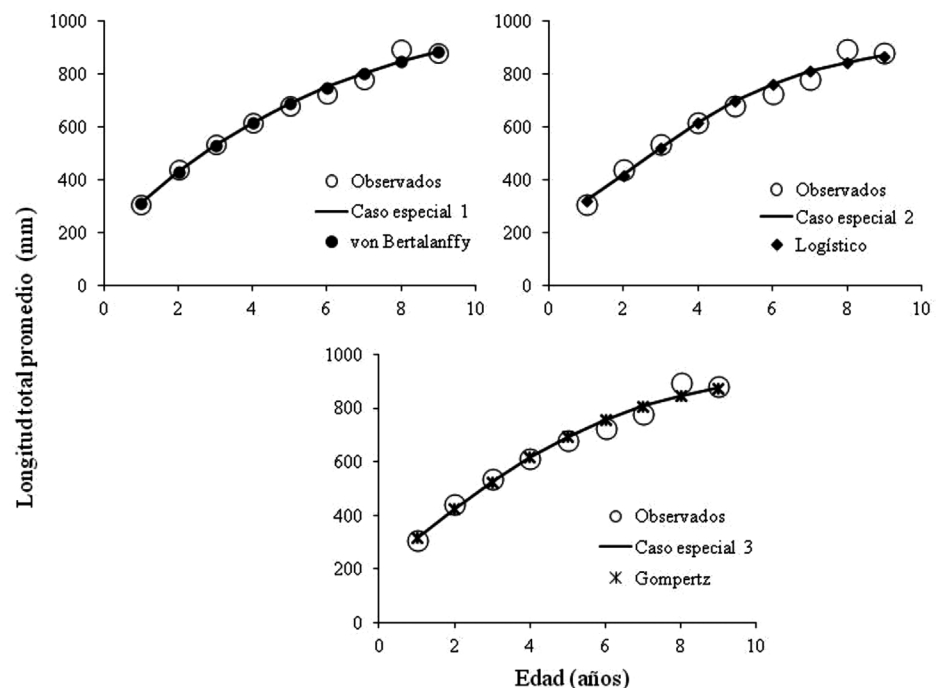 1000
800
600
400
200
0
0 2 4 6 8 10
Observados
Caso especial 1
von Bertalanffy
1000
800
600
400
200
0
0 2 4 6 8 10
Observados
Caso especial 2
Logístico
Longitud total promedio (mm)
1000
800
600
400
200
0
0 2 4 6 8 10
Observados
Caso especial 3
Gompertz
Edad (años)